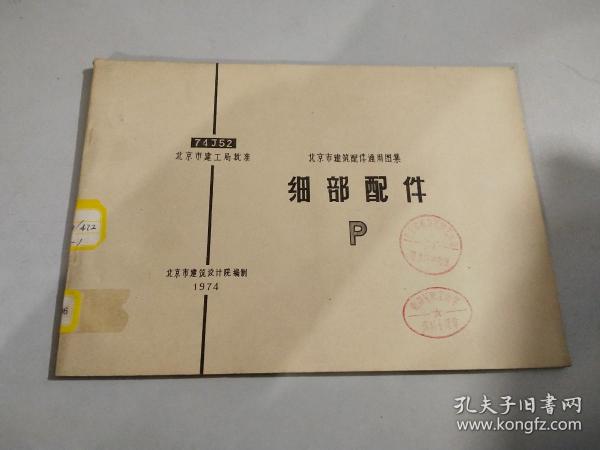 74J52
北京市建工局批准
北京市建筑配件通用图集
细部配件
P
北京市建筑设计院编制
1974
/472
-1
孔夫子旧书网
www.kongfz.com